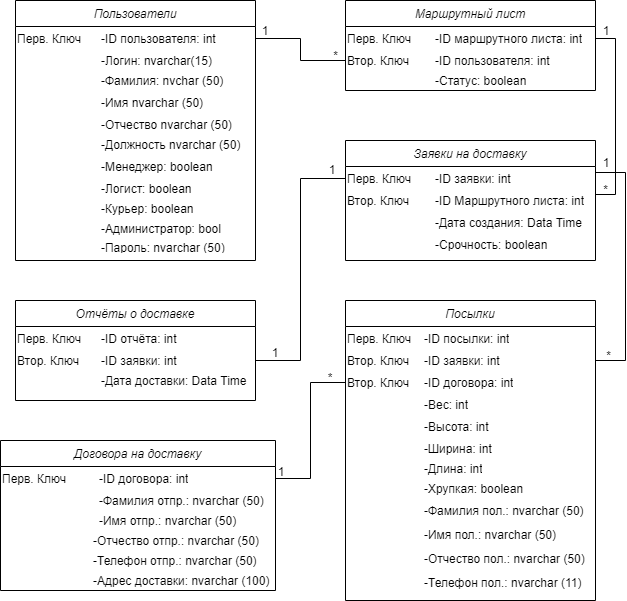 Пользователи
Перв. Ключ -ID пользователя: int
-Логин: nvarchar(15)
-Фамилия: nvchar (50)
-Имя nvarchar (50)
-Отчество nvarchar (50)
-Должность nvarchar (50)
-Менеджер: boolean
-Логист: boolean
-Курьер: boolean
-Администратор: bool
-Пароль: nvarchar (50)
1
*
Маршрутный лист
Перв. Ключ -ID маршрутного листа: int
Втор. Ключ -ID пользователя: int
-Статус: boolean
1
*
Заявки на доставку
Перв. Ключ -ID заявки: int
Втор. Ключ -ID Маршрутного листа: int
-Дата создания: Data Time
-Срочность: boolean
1
1
Отчёты о доставке
Перв. Ключ -ID отчёта: int
Втор. Ключ -ID заявки: int
-Дата доставки: Data Time
1
*
Посылки
Перв. Ключ -ID посылки: int
Втор. Ключ -ID заявки: int
Втор. Ключ -ID договора: int
-Вес: int
-Высота: int
-Ширина: int
-Длина: int
-Хрупкая: boolean
-Фамилия пол.: nvarchar (50)
-Имя пол.: nvarchar (50)
-Отчество пол.: nvarchar (50)
-Телефон пол.: nvarchar (11)
*
1
Договора на доставку
Перв. Ключ -ID договора: int
-Фамилия отпр.: nvarchar (50)
-Имя отпр.: nvarchar (50)
-Отчество отпр.: nvarchar (50)
-Телефон отпр.: nvarchar (50)
-Адрес доставки: nvarchar (100)